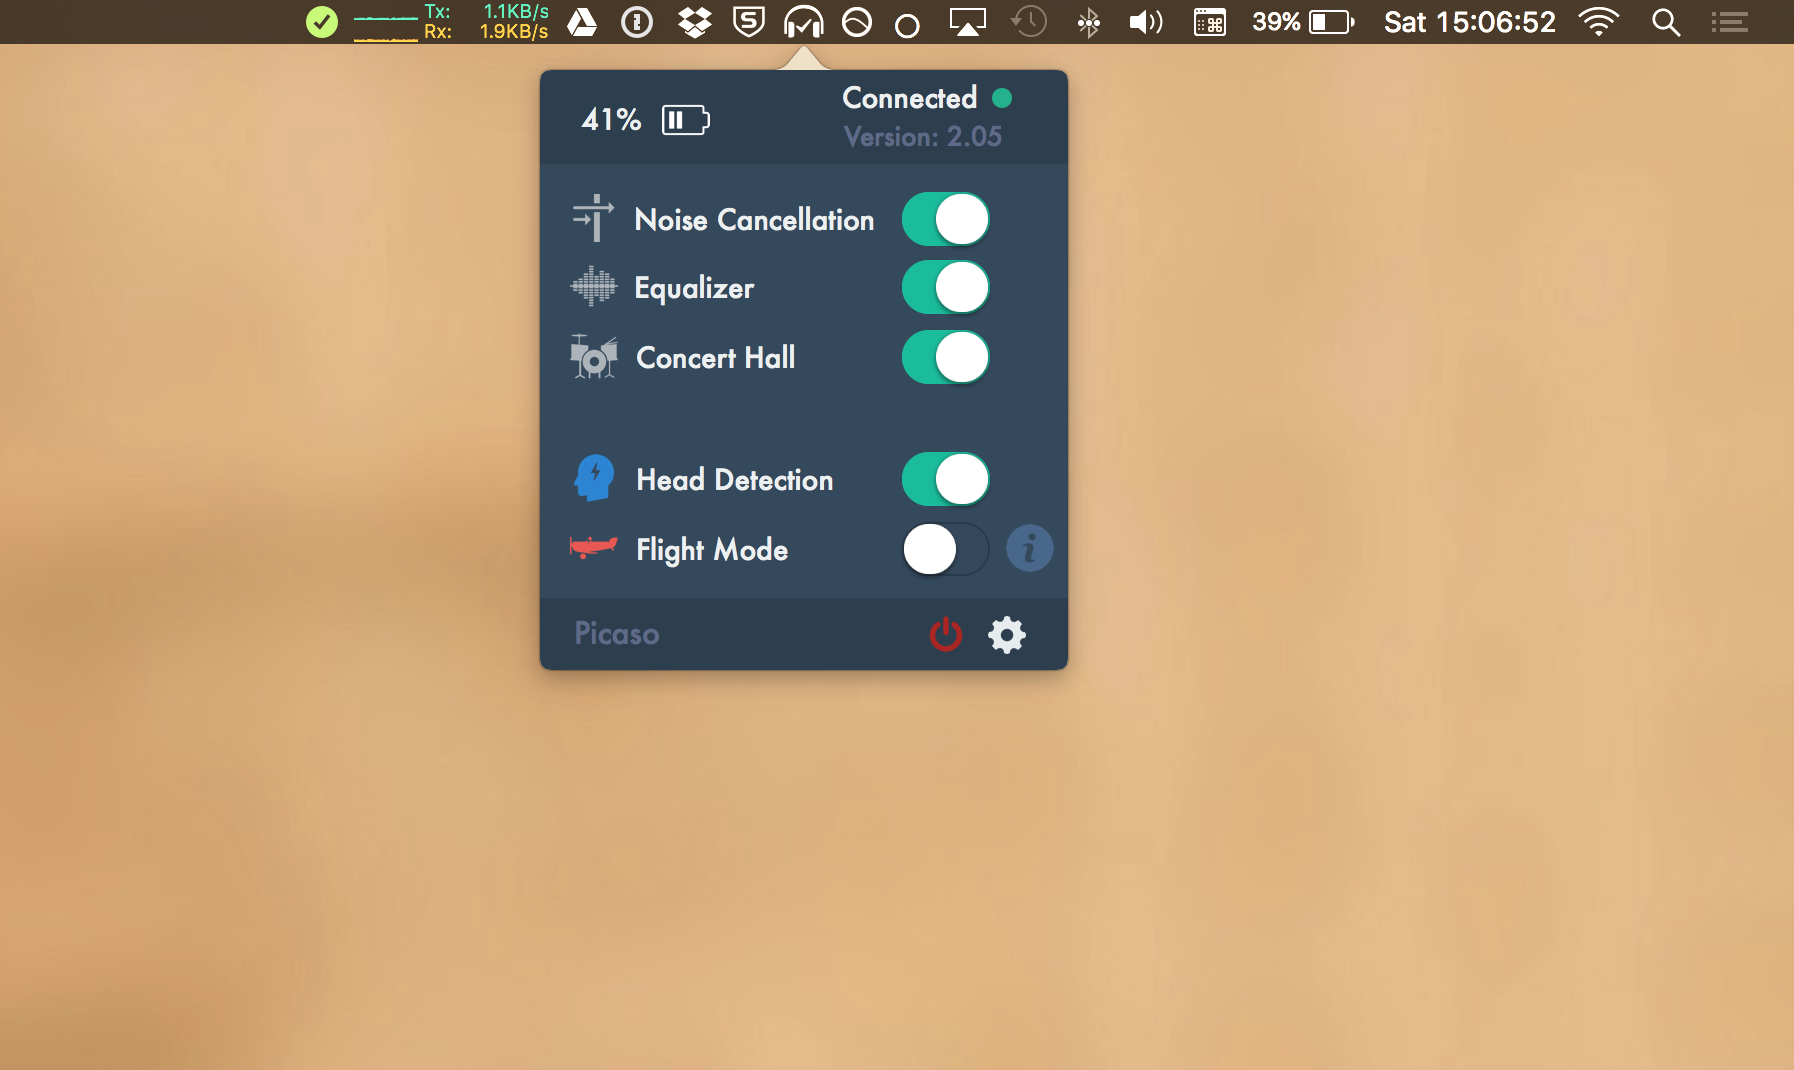 Tx: 1.1KB/s
Rx: 1.9KB/s
39%
Sat 15:06:52
41%
Connected
Version: 2.05
Noise Cancellation
Equalizer
Concert Hall
Head Detection
Flight Mode
i
Picaso